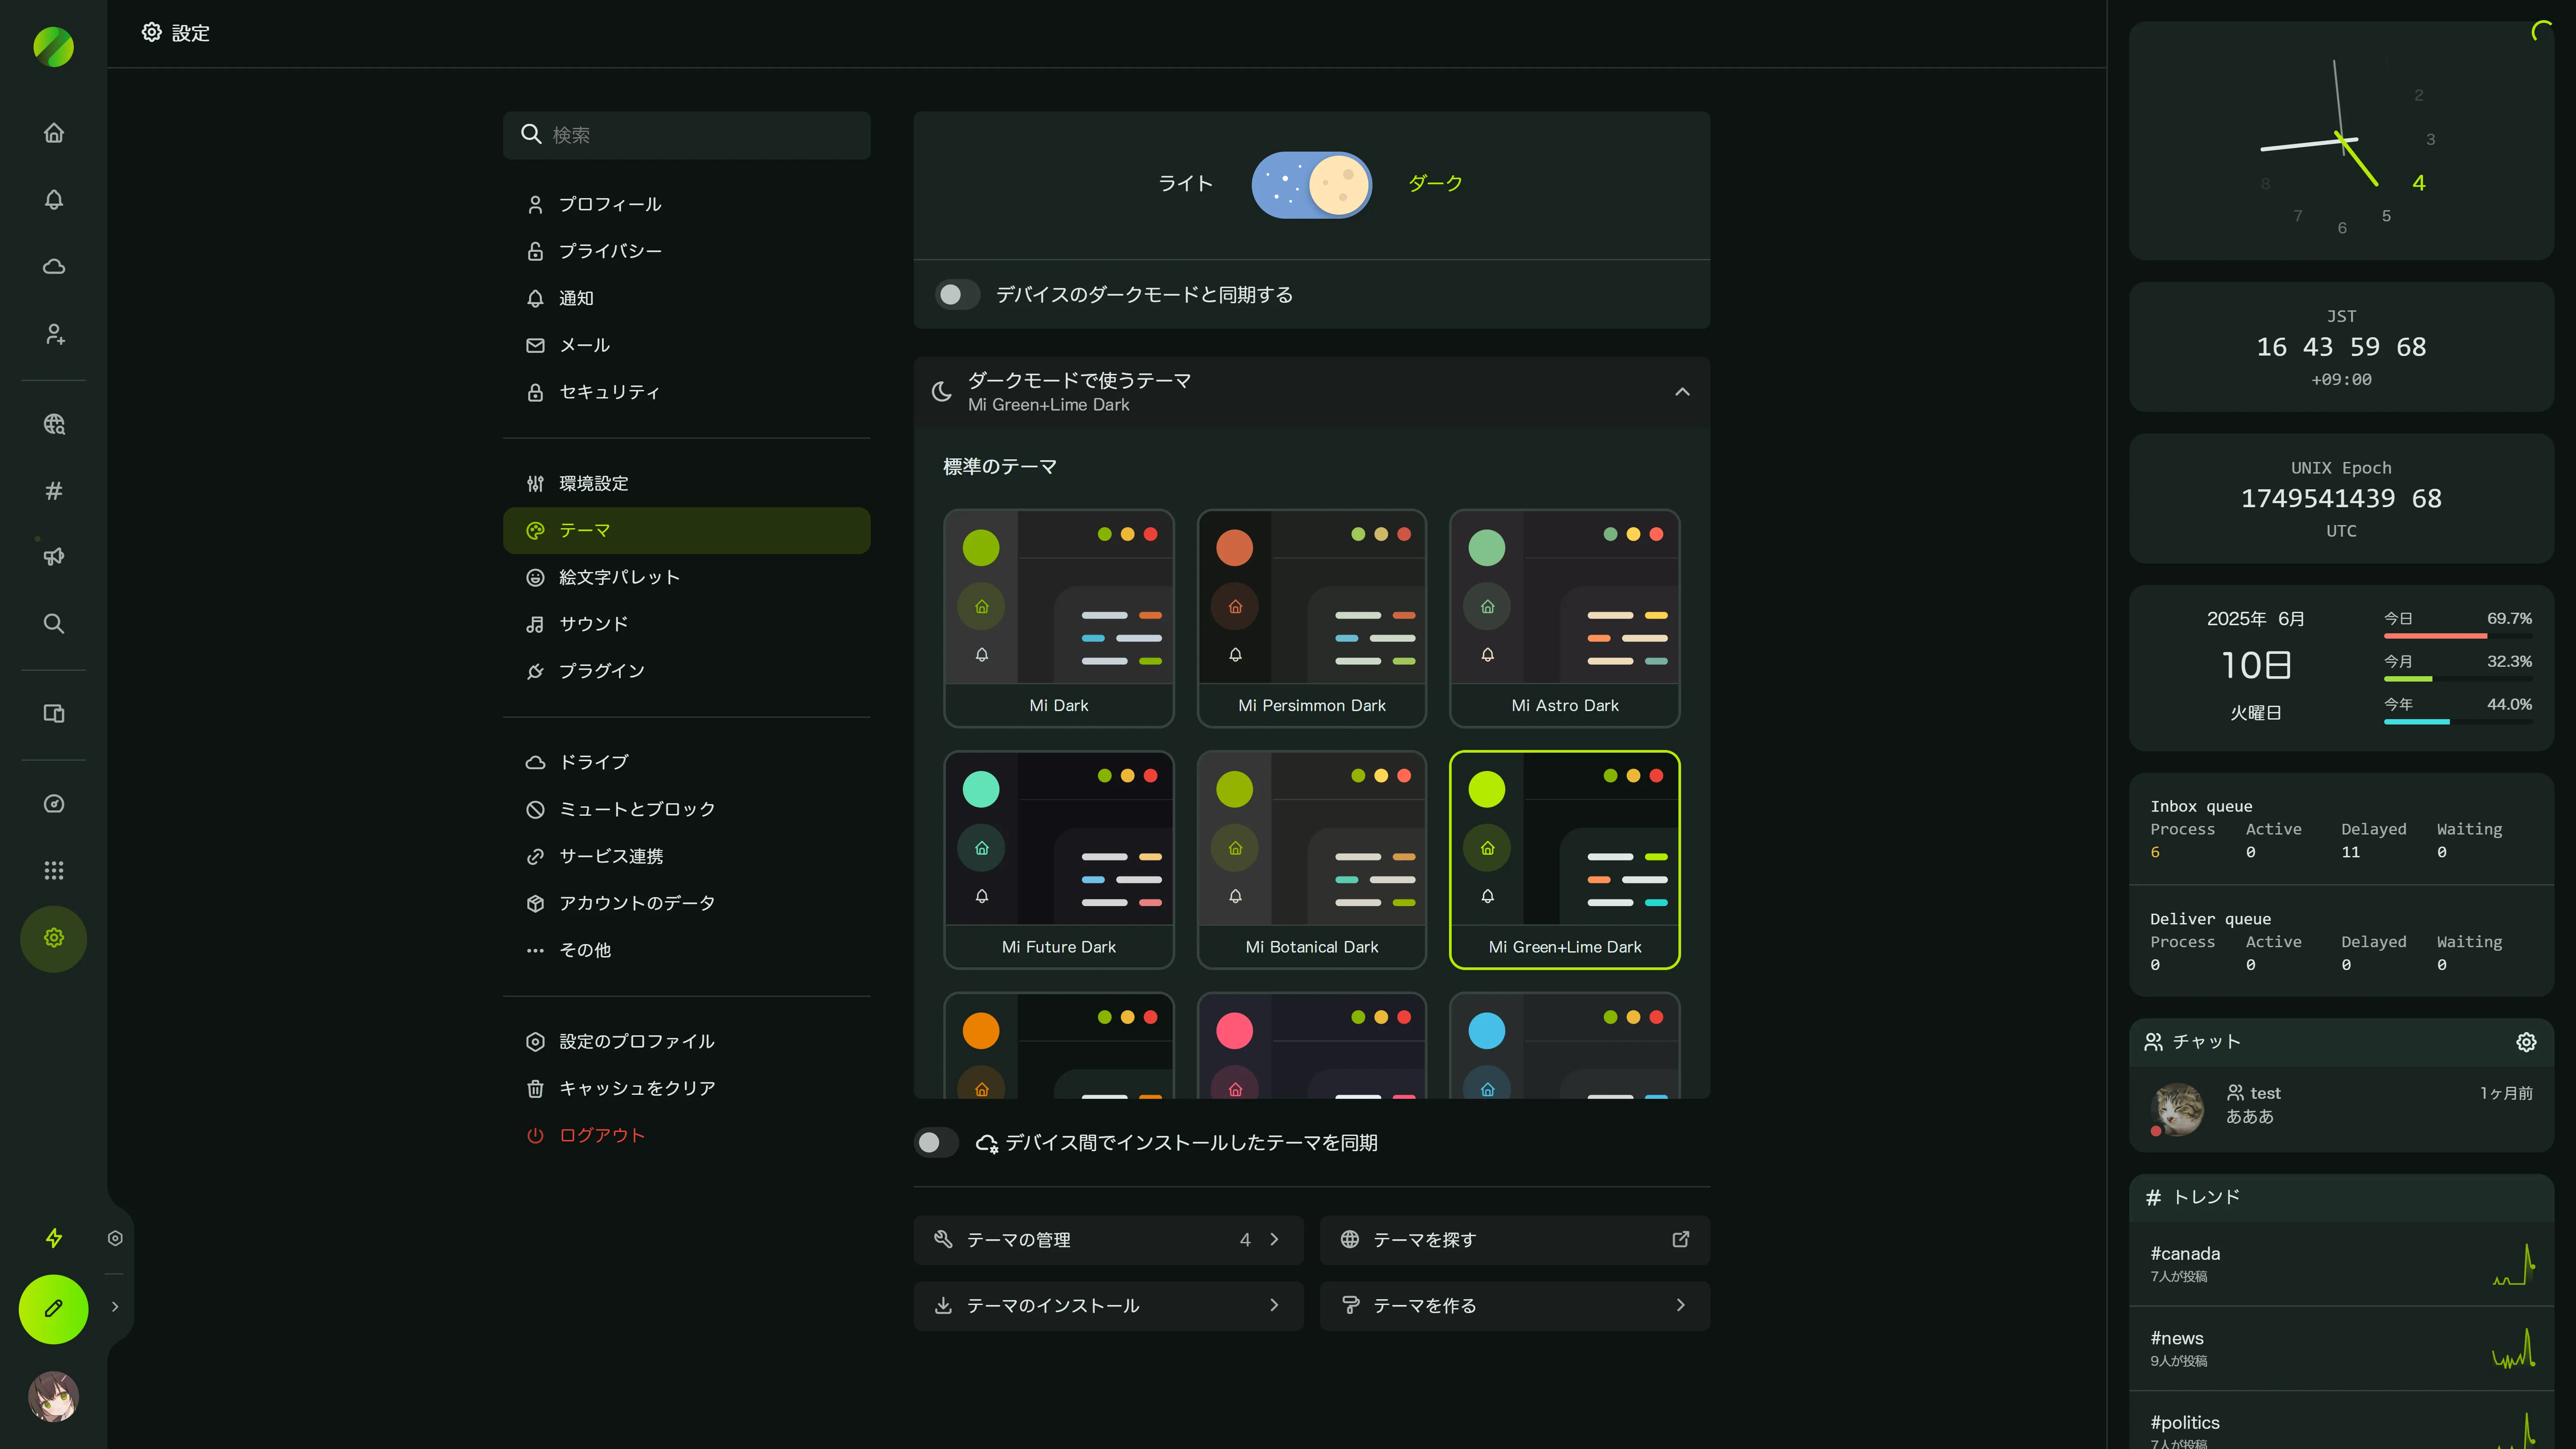 設定
検索
プロフィール
プライバシー
通知
メール
セキュリティ
環境設定
テーマ
絵文字パレット
サウンド
プラグイン
ドライブ
ミュートとブロック
サービス連携
アカウントのデータ
その他
設定のプロファイル
キャッシュをクリア
ログアウト
ライト
ダーク
デバイスのダークモードと同期する
ダークモードで使うテーマ
Mi Green+Lime Dark
標準のテーマ
Mi Dark
Mi Persimmon Dark
Mi Astro Dark
Mi Future Dark
Mi Botanical Dark
Mi Green+Lime Dark
デバイス間でインストールしたテーマを同期
テーマの管理 4
テーマを探す
テーマのインストール
テーマを作る
2
3
4
5
6
7
8
JST
16 43 59 68
+09:00
UNIX Epoch
1749541439 68
UTC
2025年 6月
10日
火曜日
今日 69.7%
今月 32.3%
今年 44.0%
Inbox queue
Process Active Delayed Waiting
6 0 11 0
Deliver queue
Process Active Delayed Waiting
0 0 0 0
チャット
test 1ヶ月前
あああ
トレンド
#canada
7人が投稿
#news
9人が投稿
#politics
7人が投稿